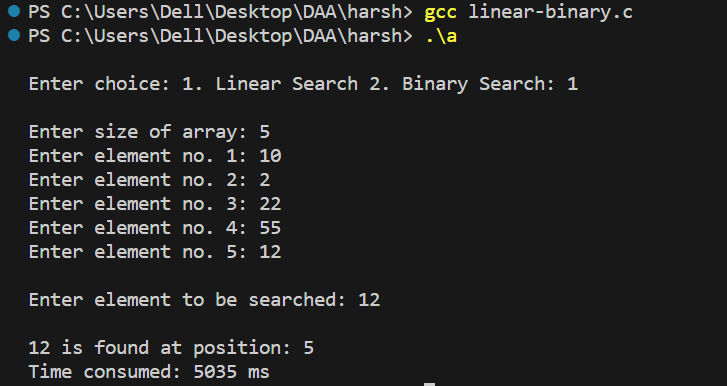 PS C:\Users\Dell\Desktop\DAA\harsh> gcc linear-binary.c
PS C:\Users\Dell\Desktop\DAA\harsh> .\a
Enter choice: 1. Linear Search 2. Binary Search: 1
Enter size of array: 5
Enter element no. 1: 10
Enter element no. 2: 2
Enter element no. 3: 22
Enter element no. 4: 55
Enter element no. 5: 12
Enter element to be searched: 12
12 is found at position: 5
Time consumed: 5035 ms